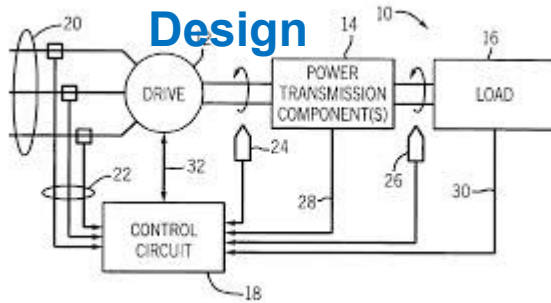 Design
10
20
14
16
POWER
TRANSMISSION
COMPONENT(S)
DRIVE
LOAD
24
32
22
26
28
30
CONTROL
CIRCUIT
18